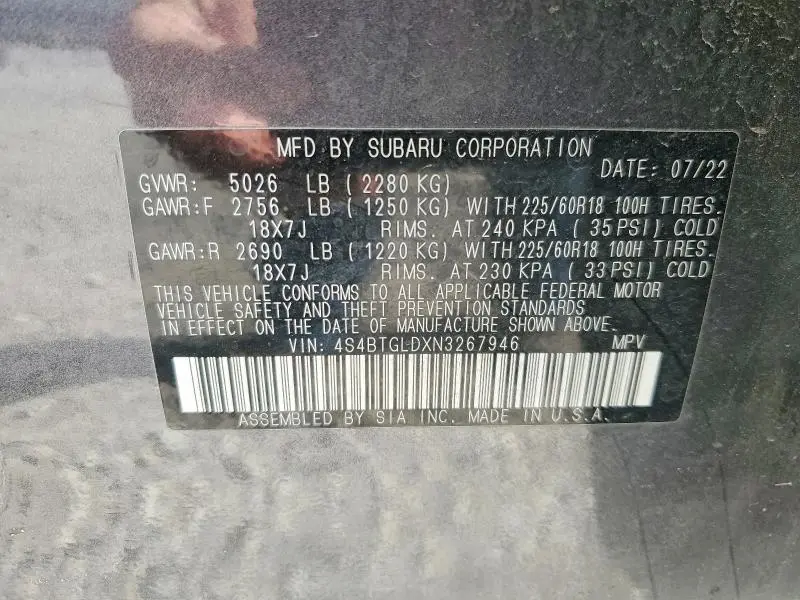 MFD BY SUBARU CORPORATION
DATE: 07/22
GVWR: 5026 LB ( 2280 KG)
GAWR:F 2756 LB ( 1250 KG) WITH 225/60R18 100H TIRES.
18X7J RIMS. AT 240 KPA ( 35 PSI) COLD
GAWR:R 2690 LB ( 1220 KG) WITH 225/60R18 100H TIRES.
18X7J RIMS. AT 230 KPA ( 33 PSI) COLD
THIS VEHICLE CONFORMS TO ALL APPLICABLE FEDERAL MOTOR
VEHICLE SAFETY AND THEFT PREVENTION STANDARDS
IN EFFECT ON THE DATE OF MANUFACTURE SHOWN ABOVE.
VIN: 4S4BTGLDXN3267946 MPV
ASSEMBLED BY SIA INC. MADE IN U.S.A.